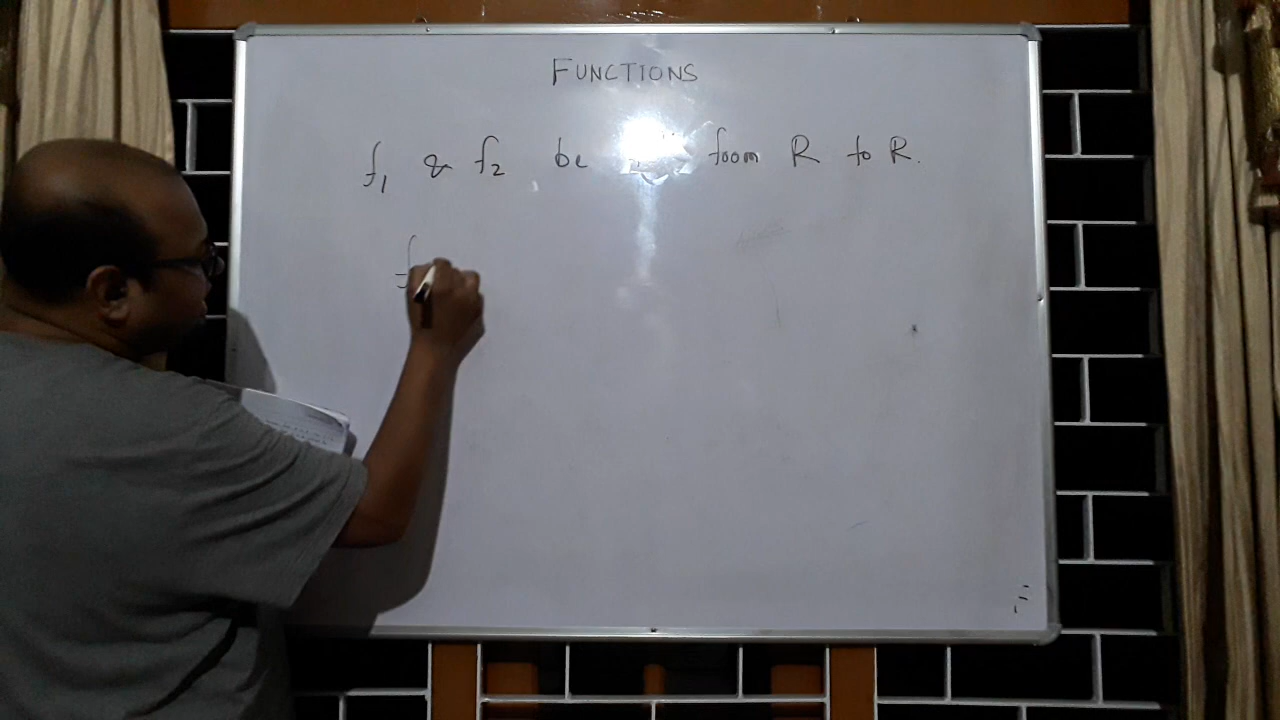 FUNCTIONS
f₁ & f₂ be from R to R.
f